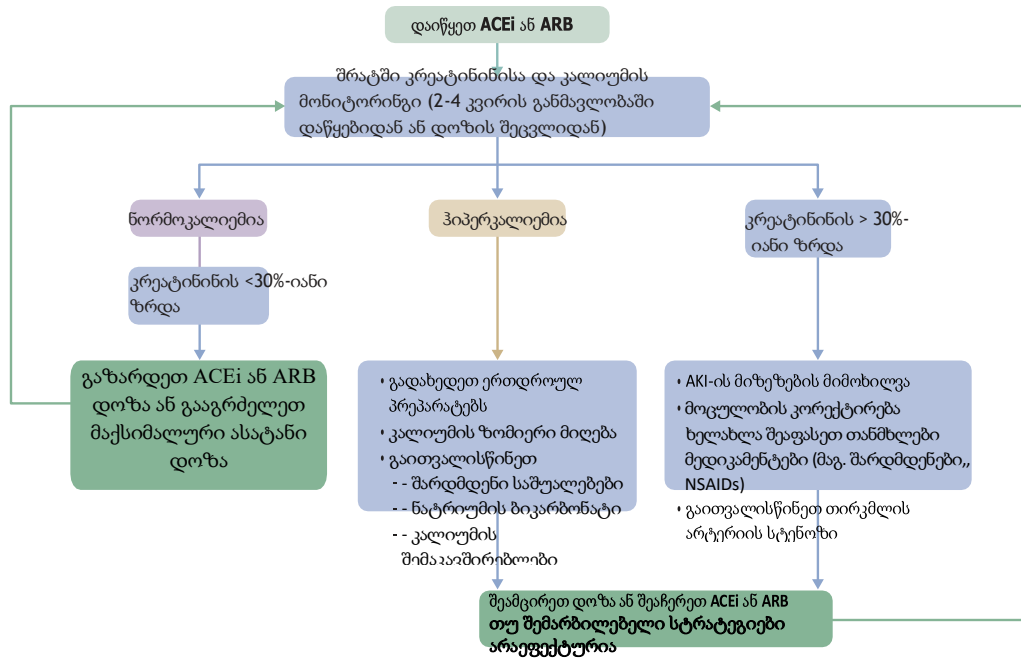 დაიწყეთ ACEi ან ARB
შრატში კრეატინინისა და კალიუმის
მონიტორინგი (2-4 კვირის განმავლობაში
დაწყებიდან ან დოზის შეცვლიდან)
ნორმოკალიემია
ჰიპერკალიემია
კრეატინინის > 30%-
იანი ზრდა
კრეატინინის <30%-იანი
ზრდა
გაზარდეთ ACEi ან ARB
დოზა ან გააგრძელეთ
მაქსიმალური ასატანი
დოზა
• გადახედეთ ერთდროულ
პრეპარატებს
• კალიუმის ზომიერი მიღება
• გაითვალისწინეთ
- - შარდმდენი საშუალებები
- - ნატრიუმის ბიკარბონატი
- - კალიუმის
შემაკავშირებლები
• AKI-ის მიზეზების მიმოხილვა
• მოცულობის კორექტირება
ხელახლა შეაფასეთ თანმხლები
მედიკამენტები (მაგ. შარდმდენები,,
NSAIDs)
• გაითვალისწინეთ თირკმლის
არტერიის სტენოზი
შეამცირეთ დოზა ან შეაჩერეთ ACEi ან ARB
თუ შემარბილებელი სტრატეგიები
არაეფექტურია